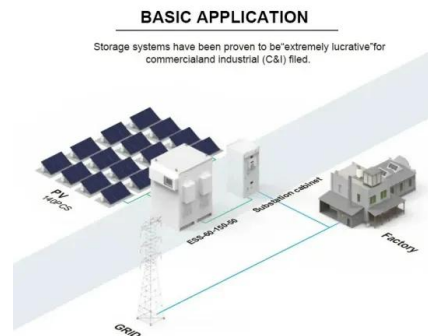 BASIC APPLICATION
Storage systems have been proven to be"extremely lucrative"for
commercialand industrial (C&I) filed.
PV
140PCS
ESS-60-150-50
Substation cabinet
Factory
GRID